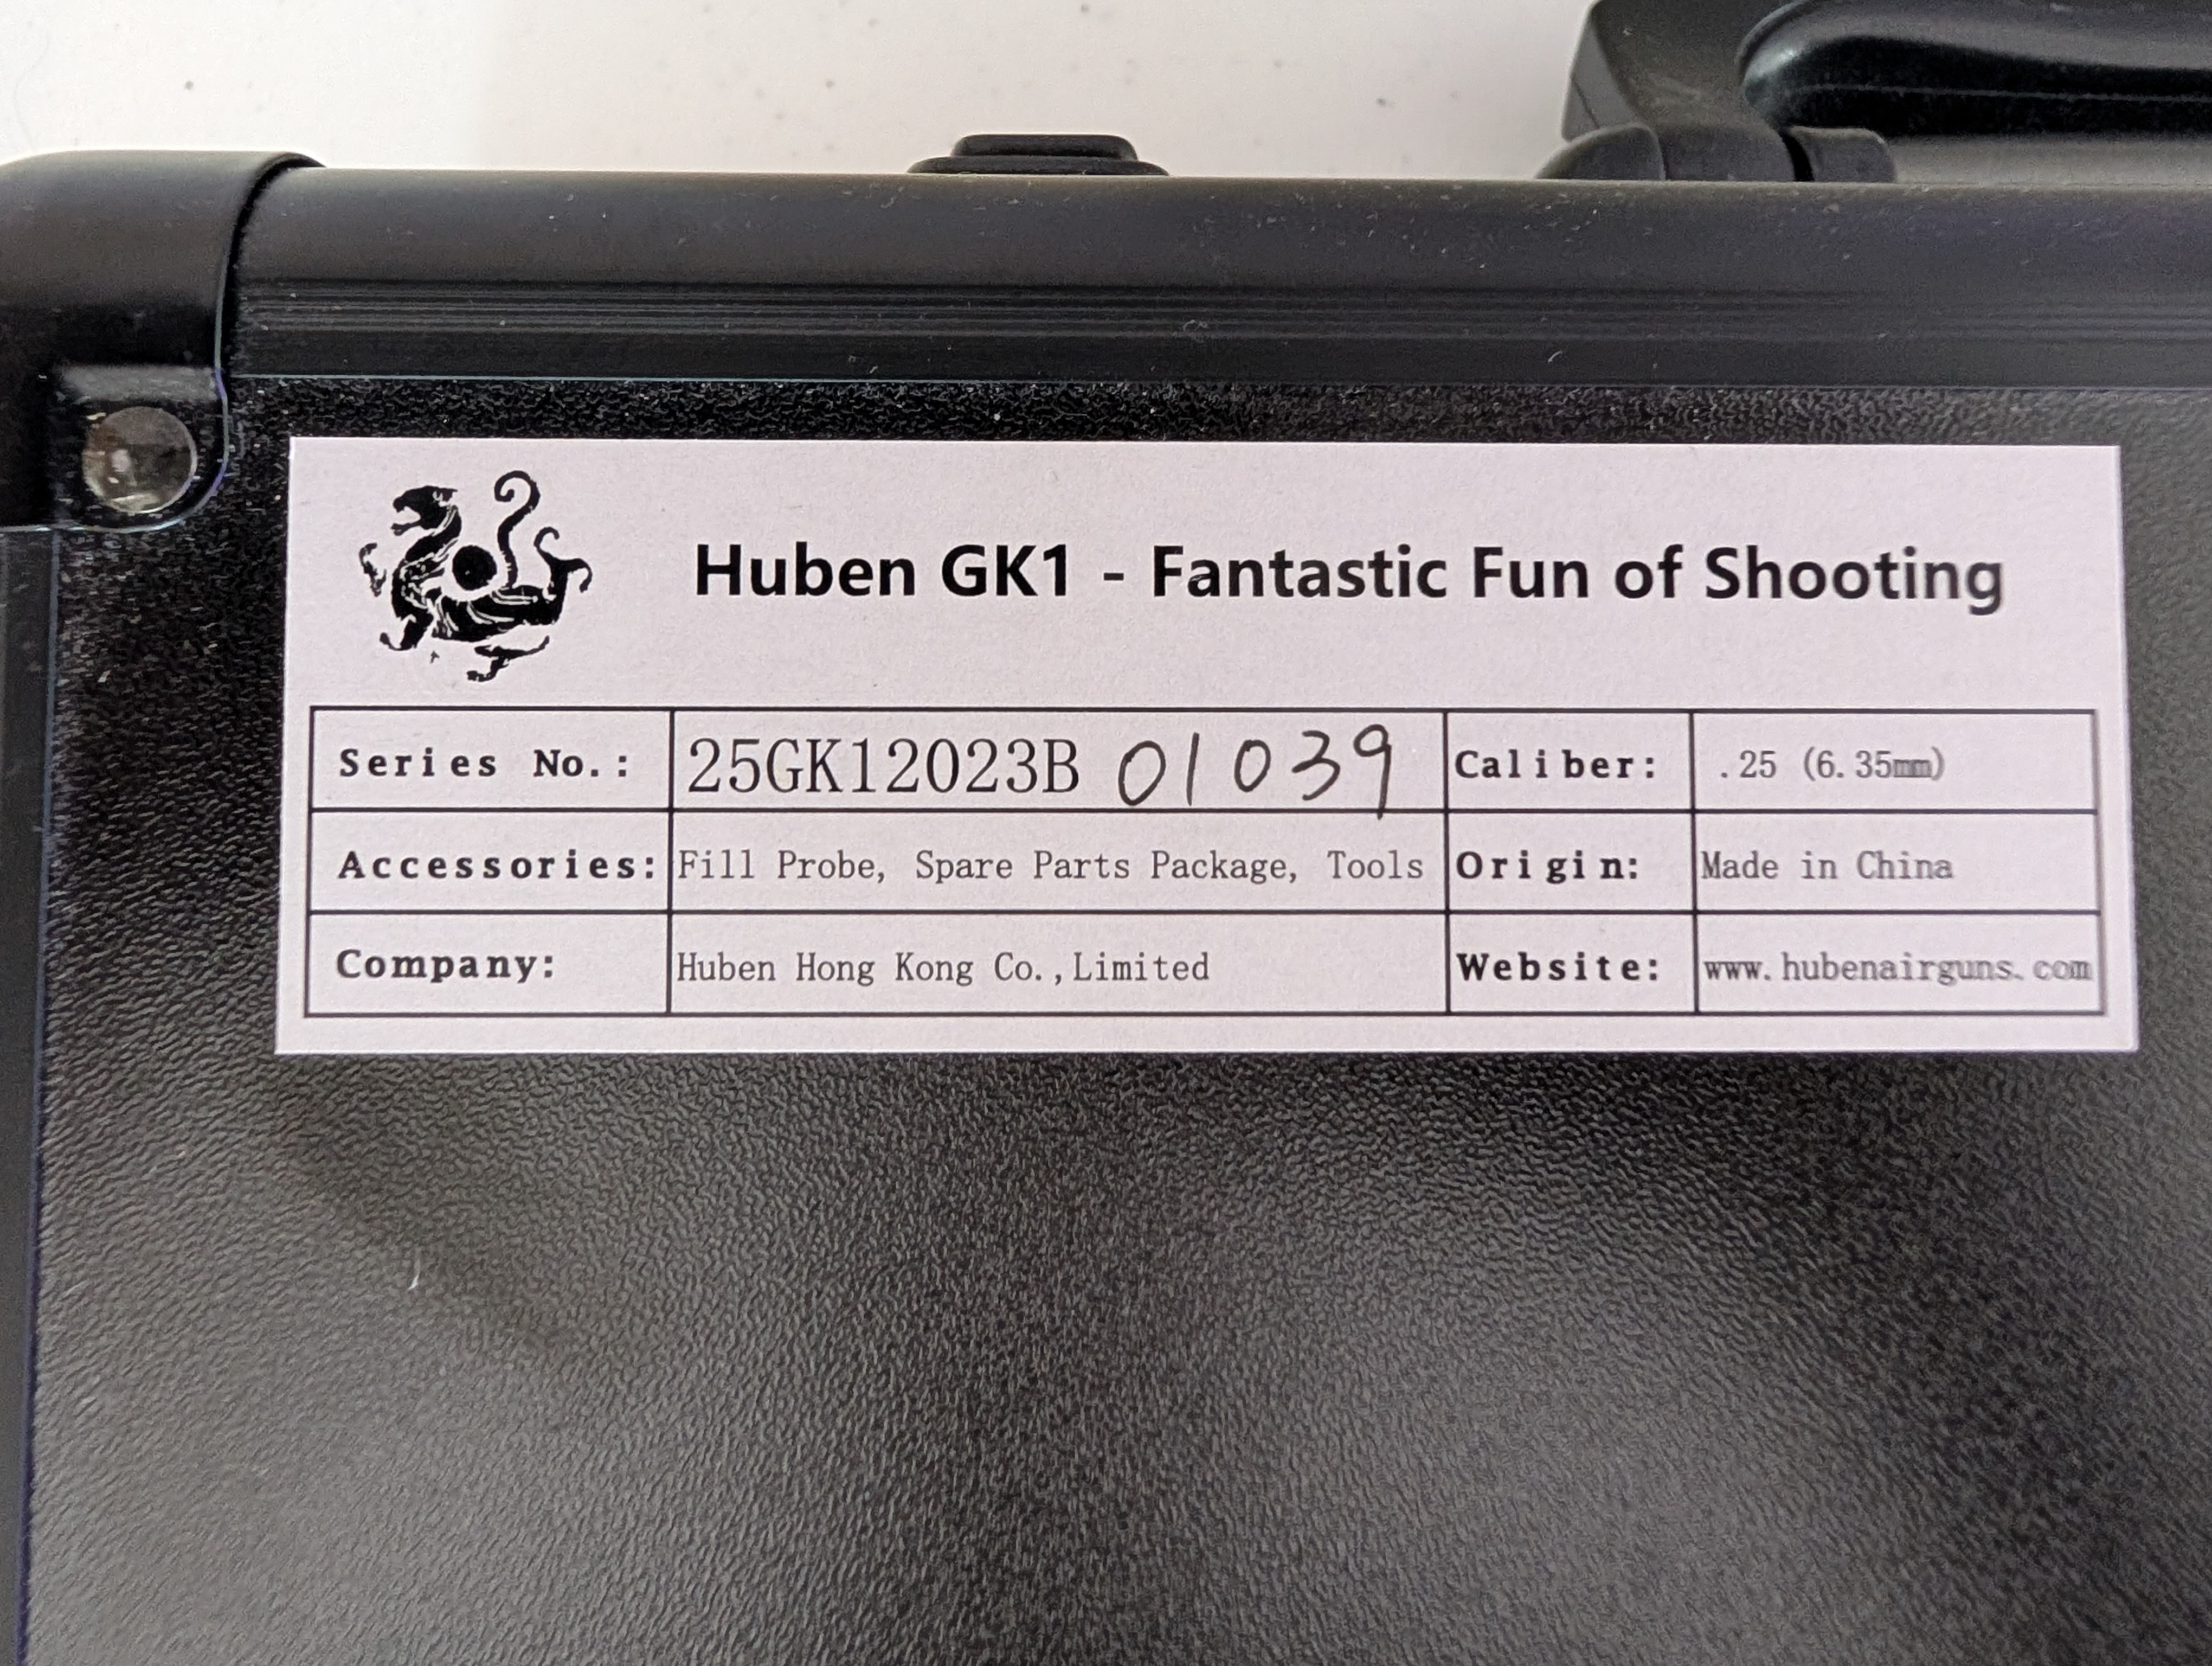 Huben GK1 - Fantastic Fun of Shooting
Series No.: 25GK12023B 01039 Caliber: .25 (6.35mm)
Accessories: Fill Probe, Spare Parts Package, Tools Origin: Made in China
Company: Huben Hong Kong Co.,Limited Website: www.hubenairguns.com